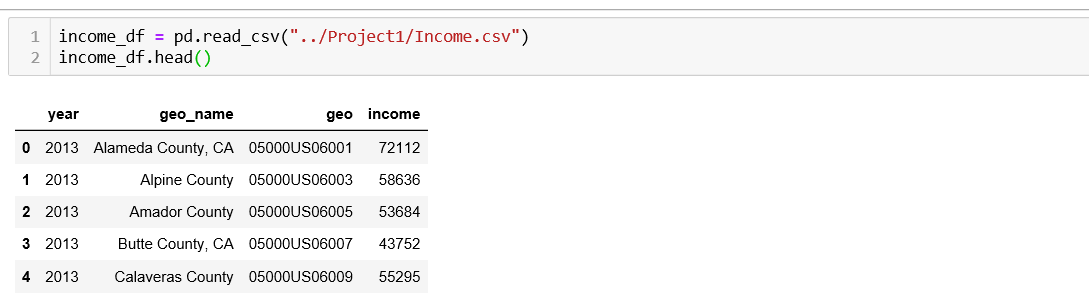 1 income_df = pd.read_csv("../Project1/Income.csv")
2 income_df.head()
year geo_name geo income
0 2013 Alameda County, CA 05000US06001 72112
1 2013 Alpine County 05000US06003 58636
2 2013 Amador County 05000US06005 53684
3 2013 Butte County, CA 05000US06007 43752
4 2013 Calaveras County 05000US06009 55295